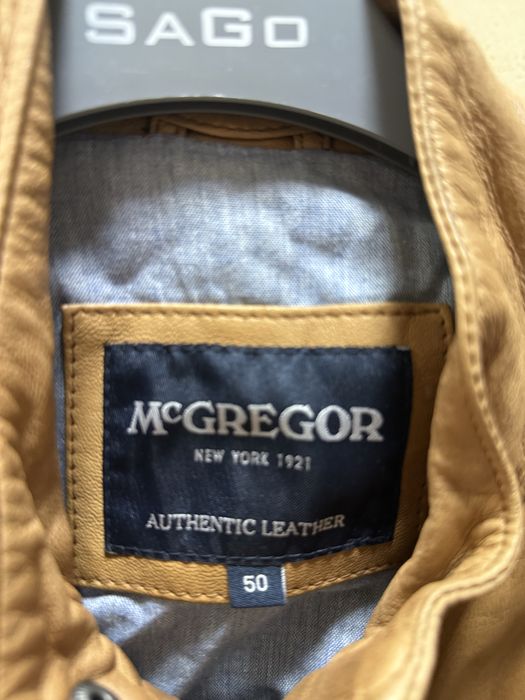 SAGO
McGREGOR
NEW YORK 1921
AUTHENTIC LEATHER
50